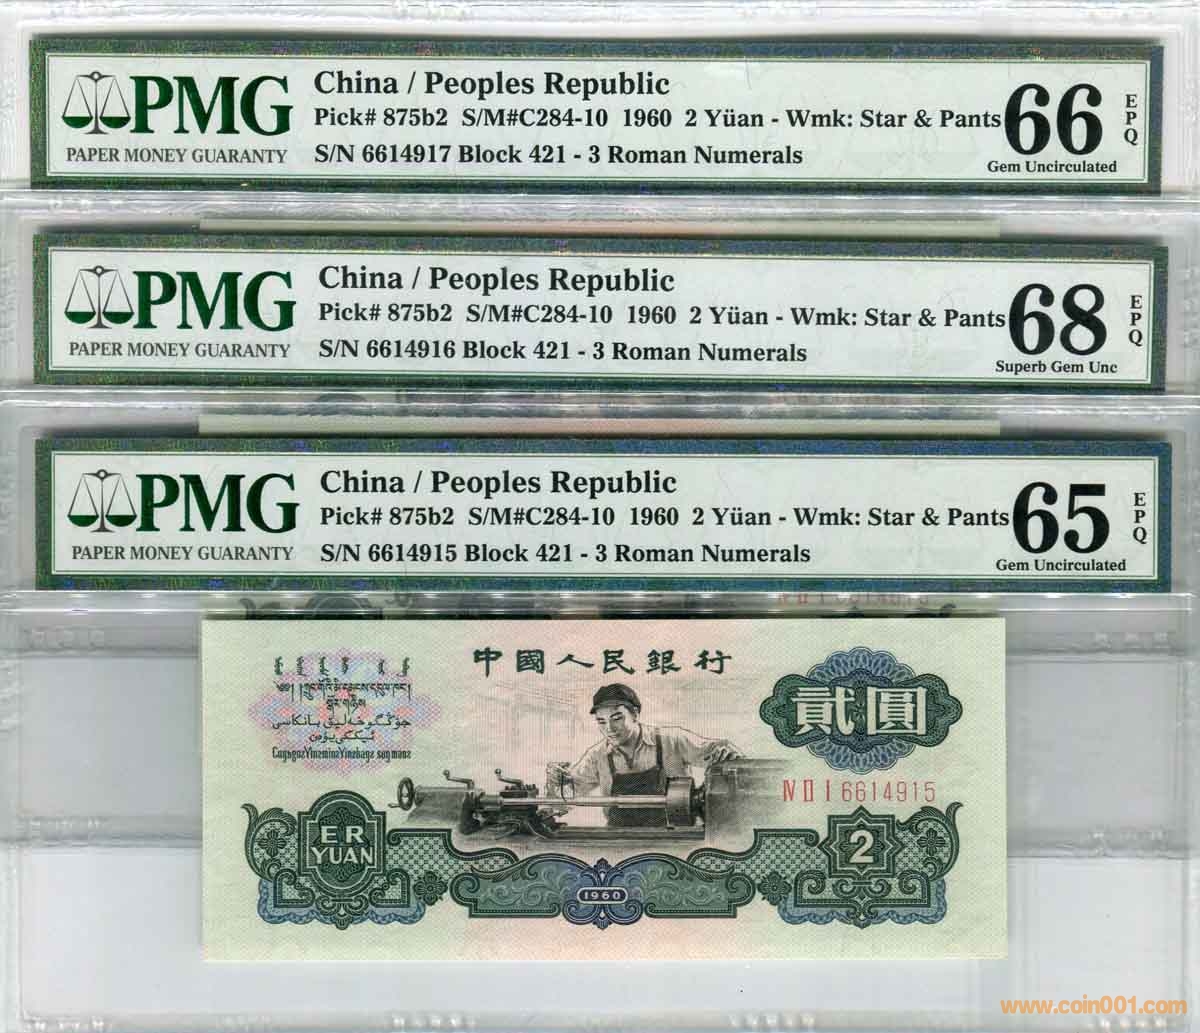 PMG
PAPER MONEY GUARANTY
China / Peoples Republic
Pick# 875b2 S/M#C284-10 1960 2 Yüan - Wmk: Star & Pants
S/N 6614917 Block 421 - 3 Roman Numerals
66
Gem Uncirculated
EPQ
PMG
PAPER MONEY GUARANTY
China / Peoples Republic
Pick# 875b2 S/M#C284-10 1960 2 Yüan - Wmk: Star & Pants
S/N 6614916 Block 421 - 3 Roman Numerals
68
Superb Gem Unc
EPQ
PMG
PAPER MONEY GUARANTY
China / Peoples Republic
Pick# 875b2 S/M#C284-10 1960 2 Yüan - Wmk: Star & Pants
S/N 6614915 Block 421 - 3 Roman Numerals
65
Gem Uncirculated
EPQ
中國人民銀行
貳圓
ⅣⅡⅠ6614915
ER
YUAN
1960
2
www.coin001.com